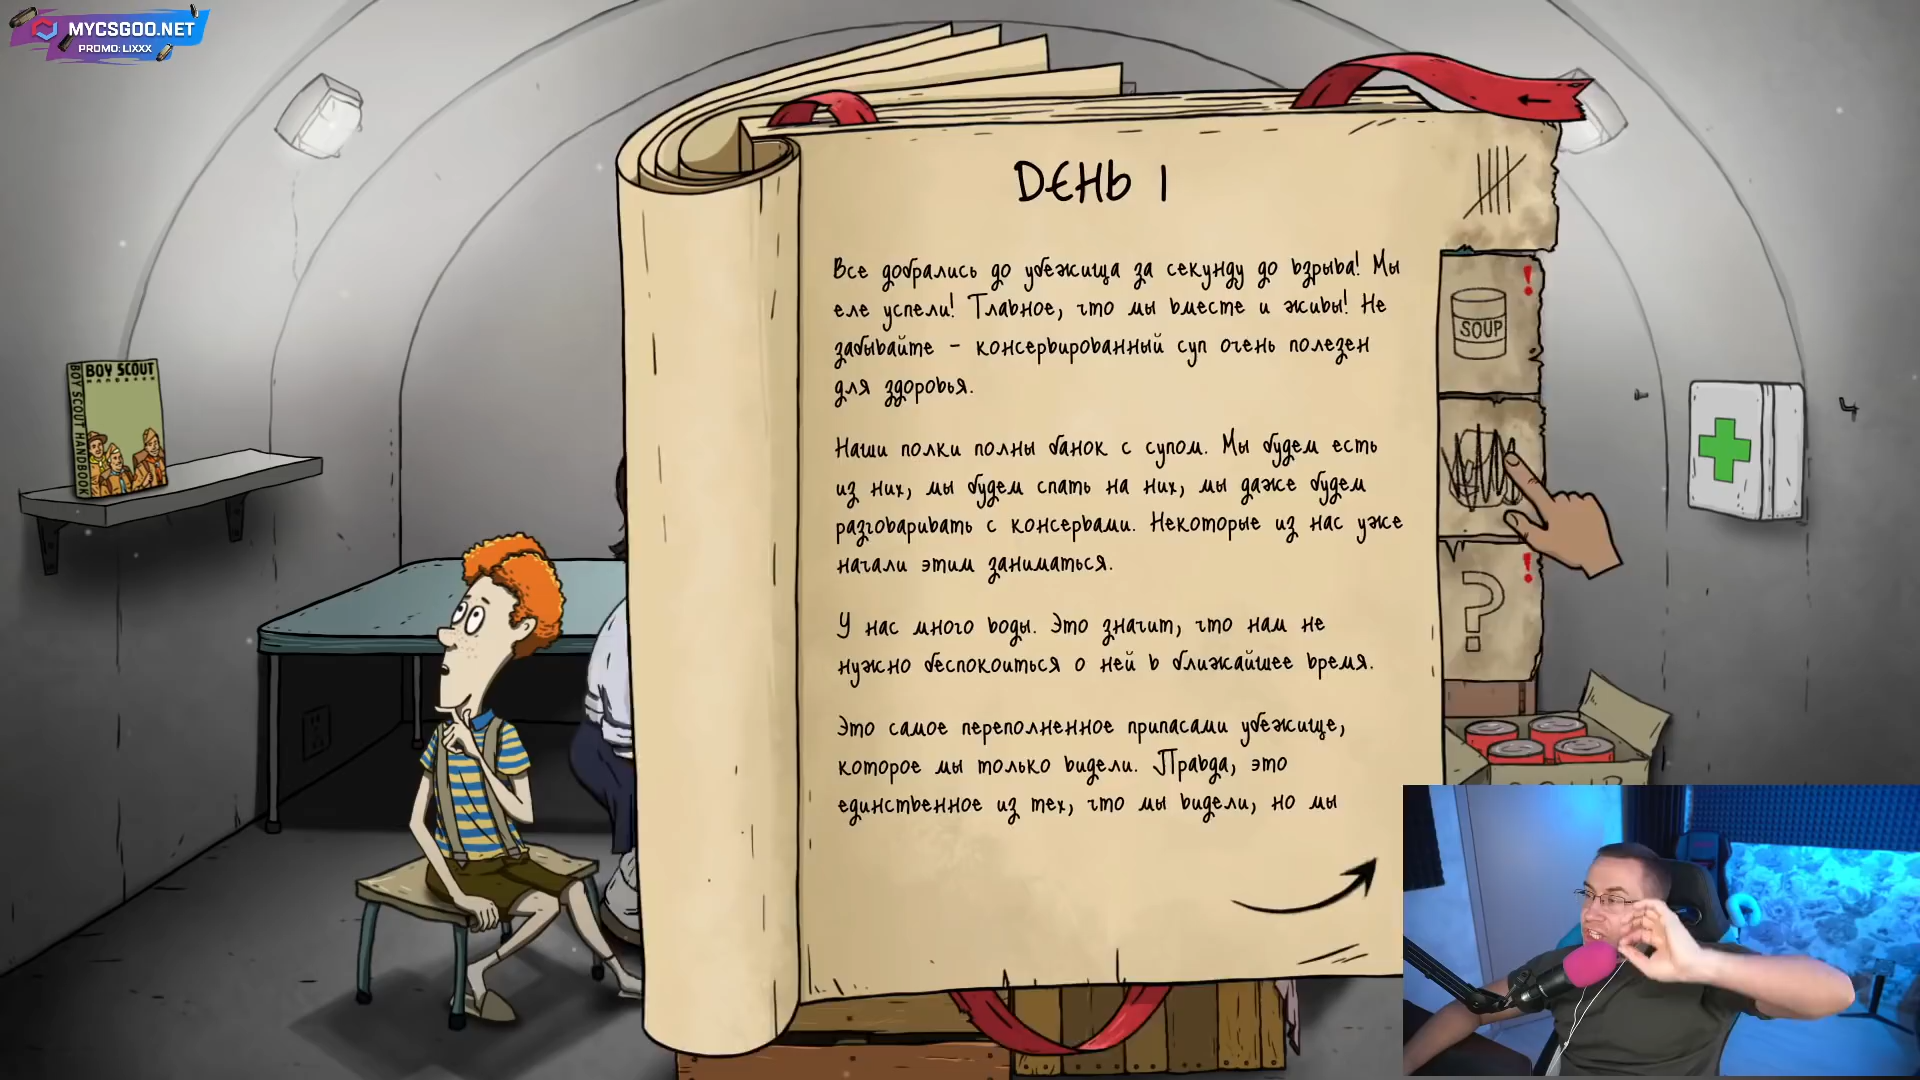 MYCSGOO.NET
PROMO: LIXXX
BOY SCOUT
HANDBOOK
BOY SCOUT HANDBOOK
ДЕНЬ 1
Все добрались до убежища за секунду до взрыва! Мы
еле успели! Главное, что мы вместе и живы! Не
забывайте - консервированный суп очень полезен
для здоровья.
Наши полки полны банок с супом. Мы будем есть
из них, мы будем спать на них, мы даже будем
разговаривать с консервами. Некоторые из нас уже
начали этим заниматься.
У нас много воды. Это значит, что нам не
нужно беспокоиться о ней в ближайшее время.
Это самое переполненное припасами убежище,
которое мы только видели. Правда, это
единственное из тех, что мы видели, но мы
!
SOUP
!
?